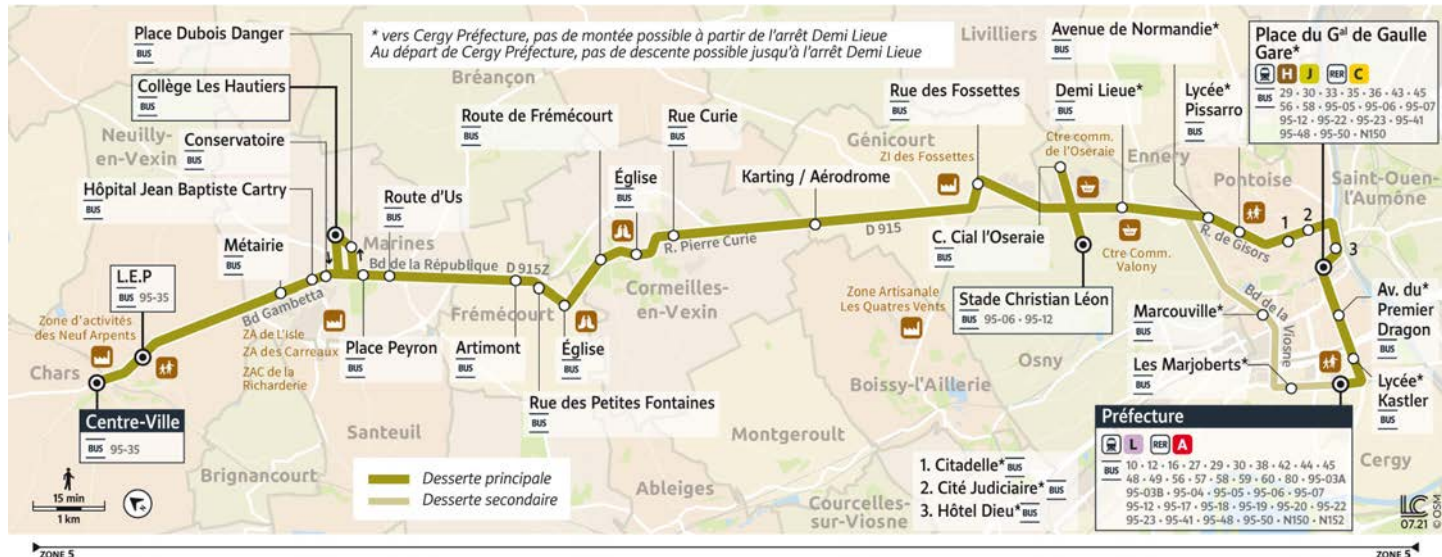 * vers Cergy Préfecture, pas de montée possible à partir de l'arrêt Demi Lieue
Au départ de Cergy Préfecture, pas de descente possible jusqu'à l'arrêt Demi Lieue
Place Dubois Danger
BUS
Collège Les Hautiers
BUS
Conservatoire
BUS
Hôpital Jean Baptiste Cartry
BUS
Métairie
BUS
L.E.P
BUS 95-35
Zone d'activités
des Neuf Arpents
Chars
Centre-Ville
BUS 95-35
Neuilly-
en-Vexin
Bréançon
Marines
Bd Gambetta
Bd de la République
ZA de L'isle
ZA des Carreaux
ZAC de la
Richarderie
Route d'Us
BUS
Place Peyron
BUS
D 915Z
Frémécourt
Artimont
BUS
Rue des Petites Fontaines
BUS
Église
BUS
Route de Frémécourt
BUS
Église
BUS
Rue Curie
BUS
R. Pierre Curie
Cormeilles-
en-Vexin
Karting / Aérodrome
D 915
Génicourt
ZI des Fossettes
Rue des Fossettes
BUS
Livilliers
Ctre comm.
de l'Oseraie
C. Cial l'Oseraie
BUS
Stade Christian Léon
BUS 95-06 • 95-12
Demi Lieue*
BUS
Avenue de Normandie*
BUS
Ennery
Ctre Comm.
Valony
Lycée*
Pissarro
BUS
R. de Gisors
Pontoise
1
2
3
Place du Gal de Gaulle
Gare*
H J RER C
BUS 29 • 30 • 33 • 35 • 36 • 43 • 45
56 • 58 • 95-05 • 95-06 • 95-07
95-12 • 95-22 • 95-23 • 95-41
95-48 • 95-50 • N150
Saint-Ouen-
l'Aumône
Av. du*
Premier
Dragon
BUS
Lycée*
Kastler
BUS
Marcouville*
BUS
Bd de la Viosne
Les Marjoberts*
BUS
Préfecture
L RER A
BUS 10 • 12 • 16 • 27 • 29 • 30 • 38 • 42 • 44 • 45
48 • 49 • 56 • 57 • 58 • 59 • 60 • 80 • 95-03A
95-03B • 95-04 • 95-05 • 95-06 • 95-07
95-12 • 95-17 • 95-18 • 95-19 • 95-20 • 95-22
95-23 • 95-41 • 95-48 • 95-50 • N150 • N152
Cergy
Zone Artisanale
Les Quatres Vents
Osny
Boissy-l'Aillerie
Montgeroult
Santeuil
Brignancourt
Ableiges
Courcelles-
sur-Viosne
1. Citadelle* BUS
2. Cité Judiciaire* BUS
3. Hôtel Dieu* BUS
Desserte principale
Desserte secondaire
15 min
1 km
LC
07.21
© OSM
ZONE 5
ZONE 5